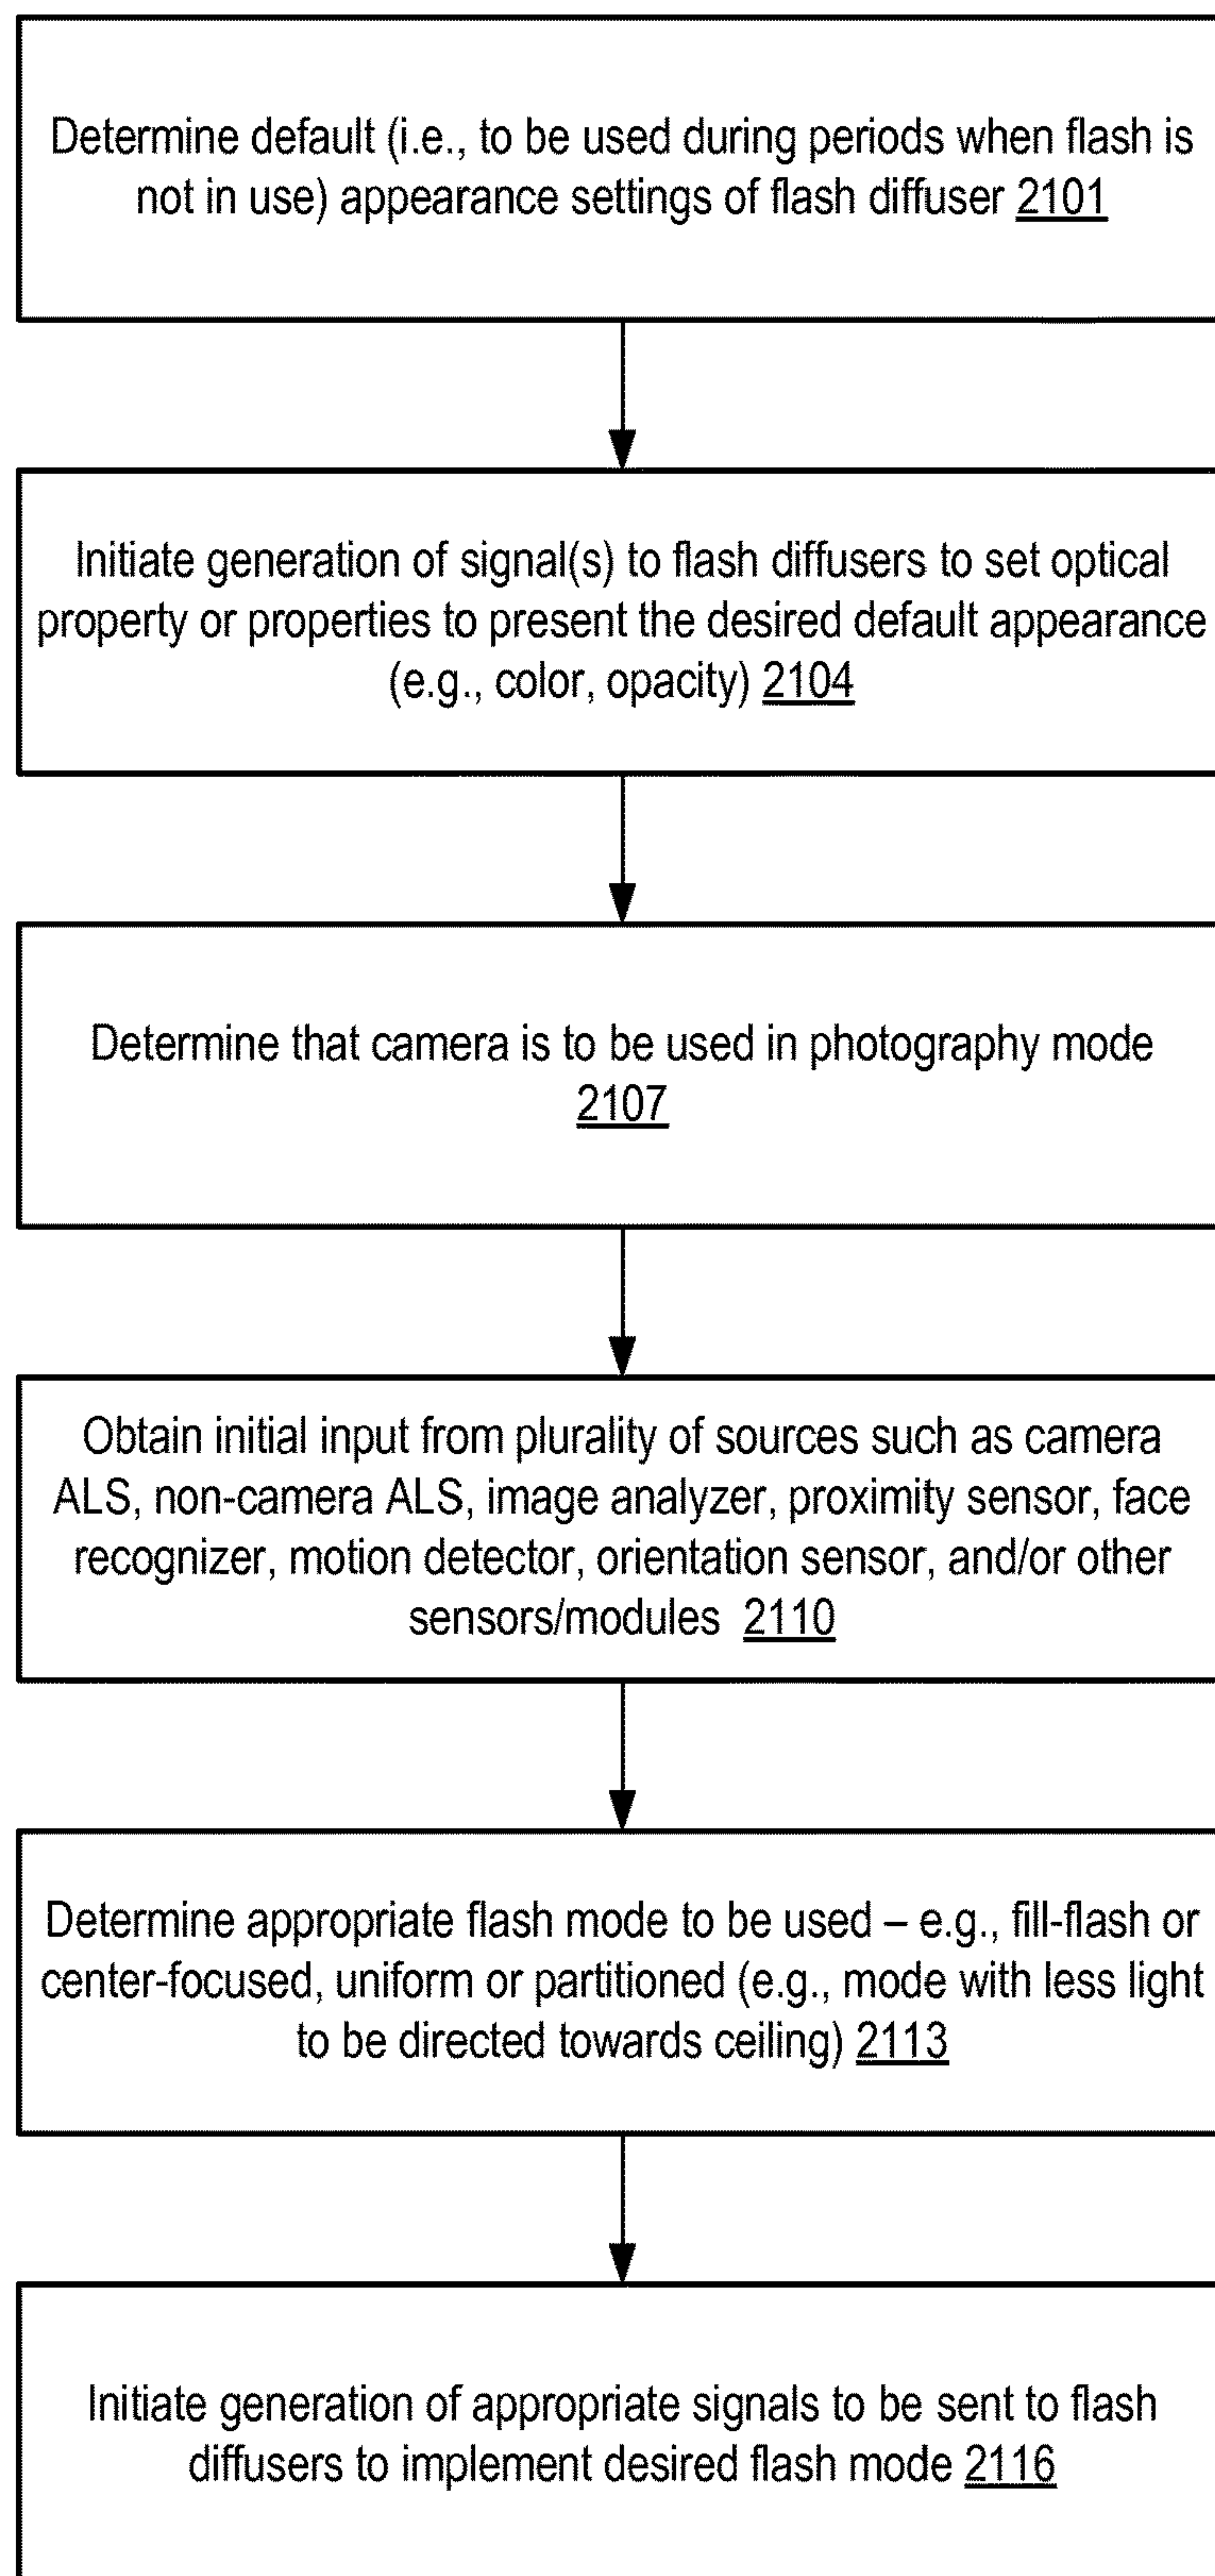 Determine default (i.e., to be used during periods when flash is
not in use) appearance settings of flash diffuser 2101
Initiate generation of signal(s) to flash diffusers to set optical
property or properties to present the desired default appearance
(e.g., color, opacity) 2104
Determine that camera is to be used in photography mode
2107
Obtain initial input from plurality of sources such as camera
ALS, non-camera ALS, image analyzer, proximity sensor, face
recognizer, motion detector, orientation sensor, and/or other
sensors/modules 2110
Determine appropriate flash mode to be used – e.g., fill-flash or
center-focused, uniform or partitioned (e.g., mode with less light
to be directed towards ceiling) 2113
Initiate generation of appropriate signals to be sent to flash
diffusers to implement desired flash mode 2116